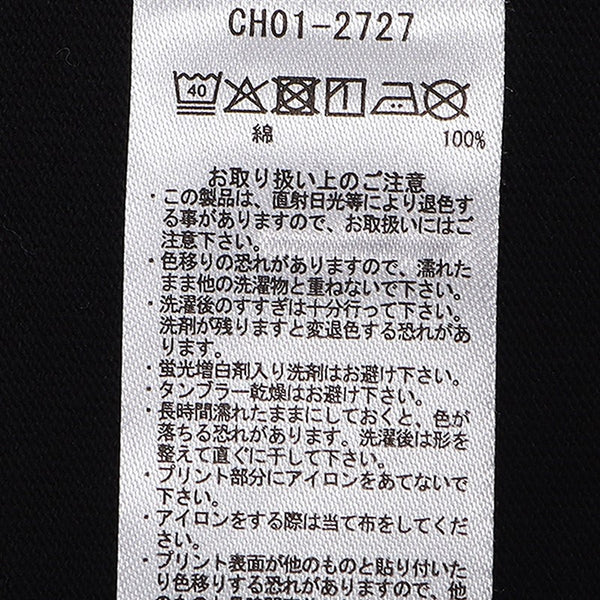 CH01-2727
40
綿 100%
お取り扱い上のご注意
・この製品は、直射日光等により退色す
る事がありますので、お取扱いにはご
注意下さい。
・色移りの恐れがありますので、濡れた
まま他の洗濯物と重ねないで下さい。
・洗濯後のすすぎは十分行って下さい。
洗剤が残りますと変退色する恐れがあ
ります。
・蛍光増白剤入り洗剤はお避け下さい。
・タンブラー乾燥はお避け下さい。
・長時間濡れたままにしておくと、色が
落ちる恐れがあります。洗濯後は形を
整えて直ぐに干して下さい。
・プリント部分にアイロンをあてないで
下さい。
・アイロンをする際は当て布をしてくだ
さい。
・プリント表面が他のものと貼り付いた
り色移りする恐れがありますので、他